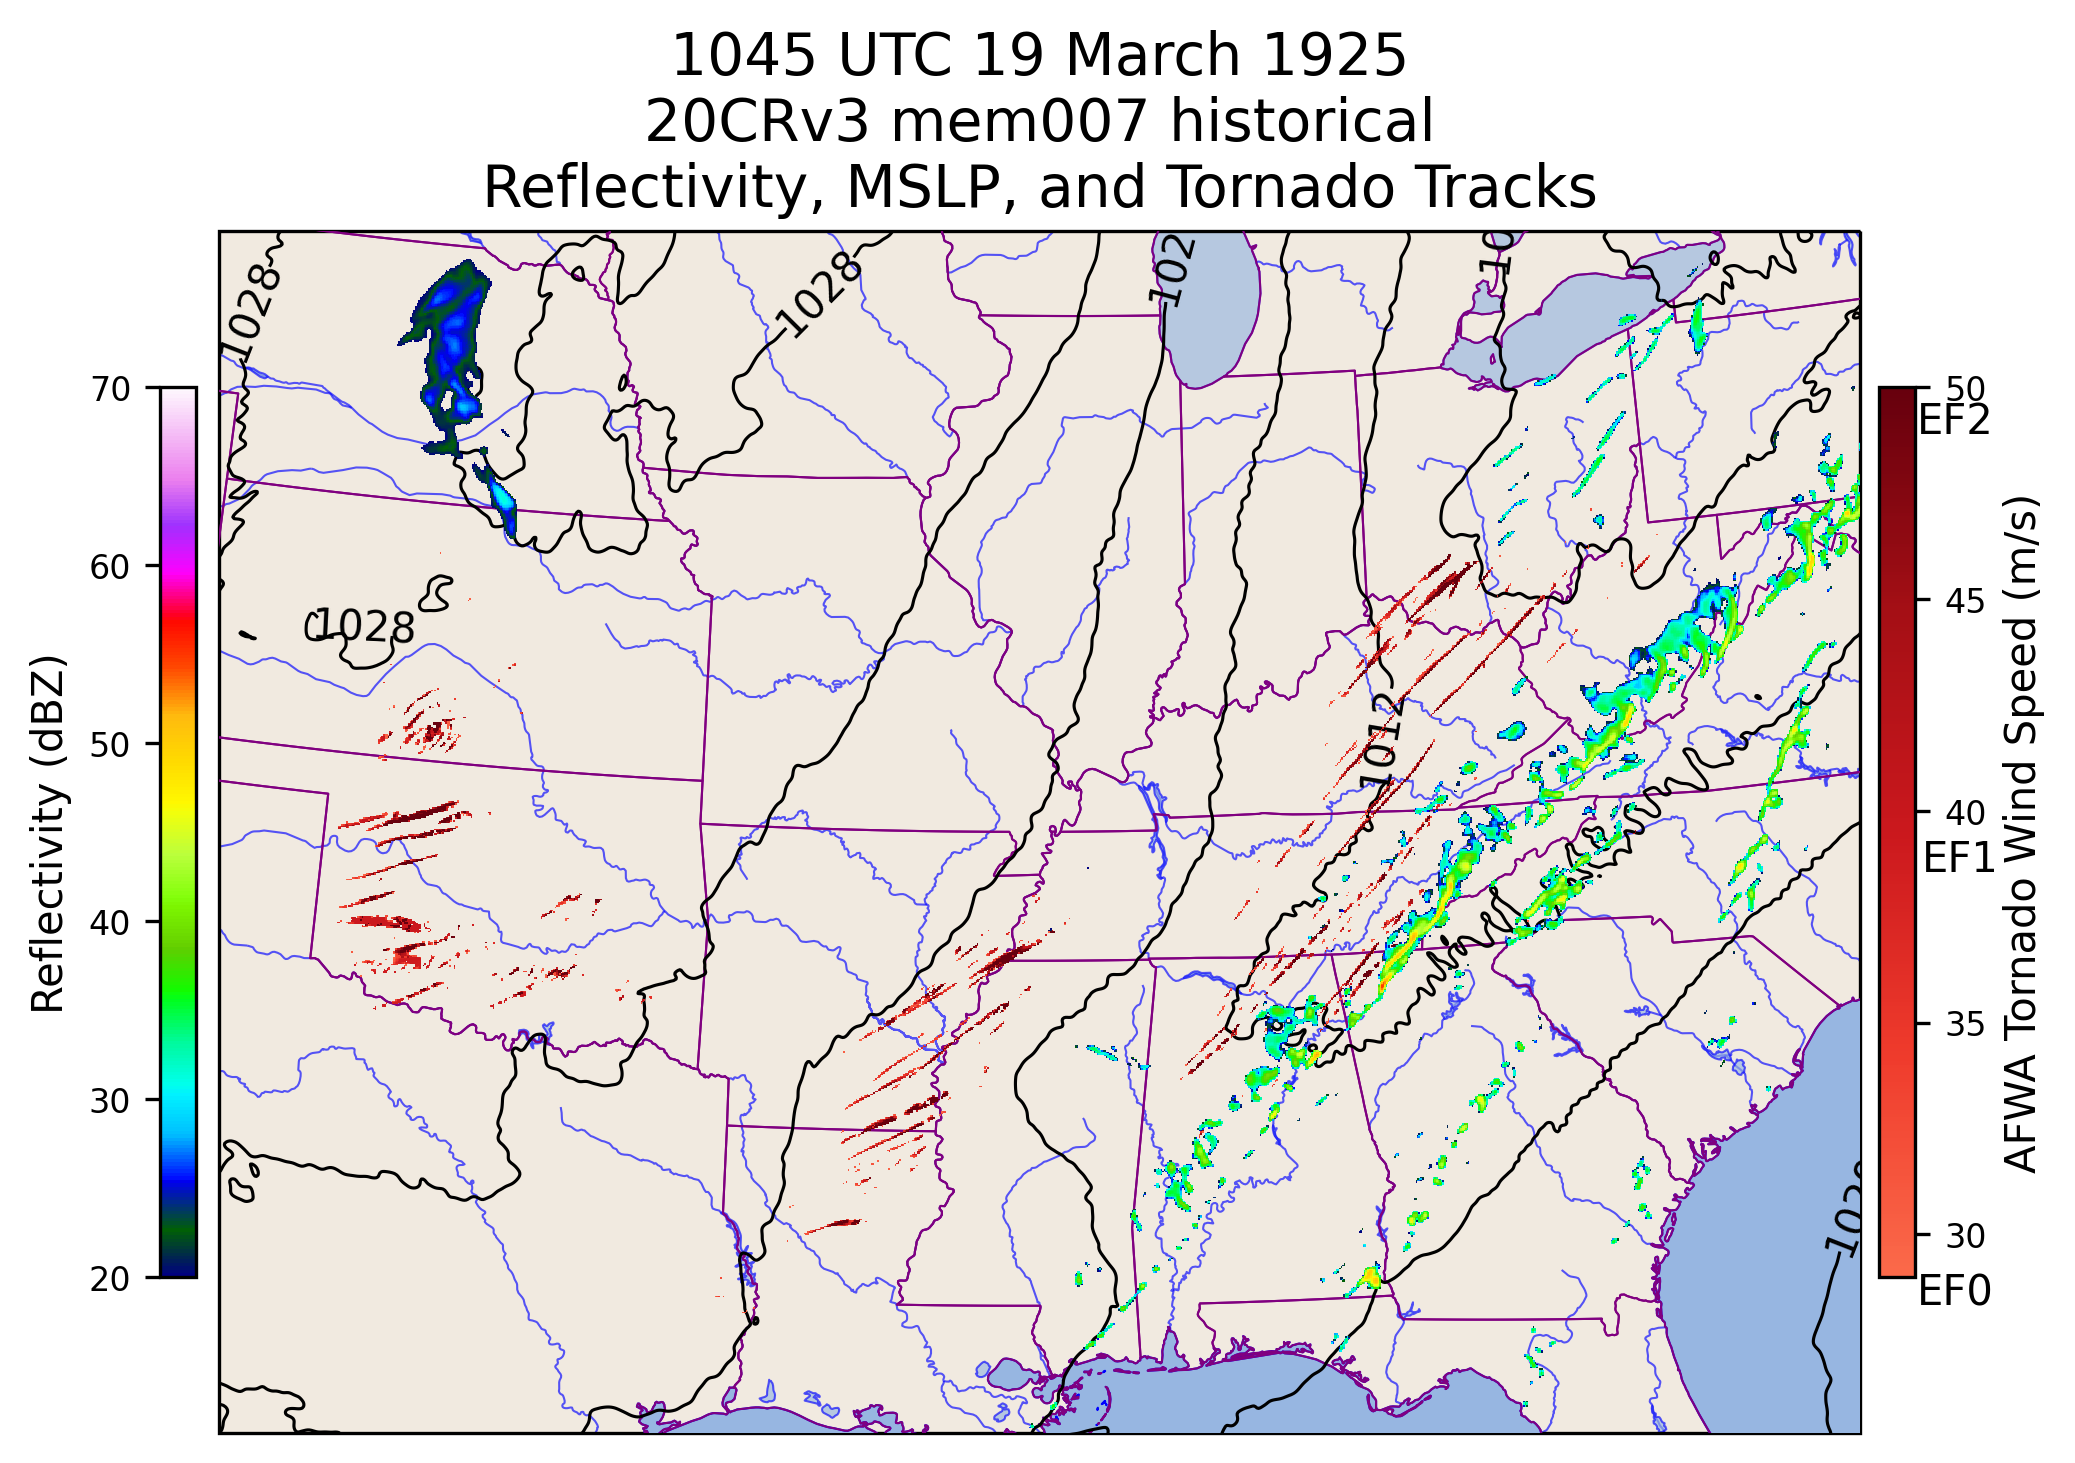 1045 UTC 19 March 1925
20CRv3 mem007 historical
Reflectivity, MSLP, and Tornado Tracks
1028
1028
102
10
1028
1012
70
60
50
40
30
20
Reflectivity (dBZ)
50
EF2
45
40
EF1
35
30
EF0
AFWA Tornado Wind Speed (m/s)